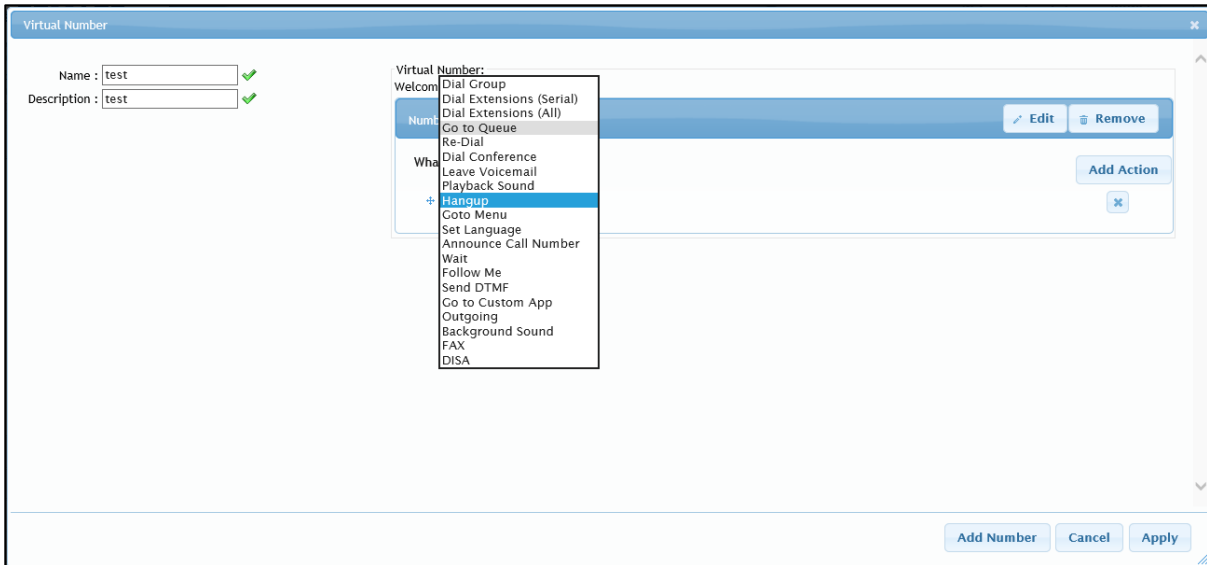 Virtual Number
Name : test
Description : test
Virtual Number:
Welcom
Dial Group
Dial Extensions (Serial)
Dial Extensions (All)
Go to Queue
Re-Dial
Dial Conference
Leave Voicemail
Playback Sound
Hangup
Goto Menu
Set Language
Announce Call Number
Wait
Follow Me
Send DTMF
Go to Custom App
Outgoing
Background Sound
FAX
DISA
Numb
Edit
Remove
Wha
Add Action
Add Number
Cancel
Apply